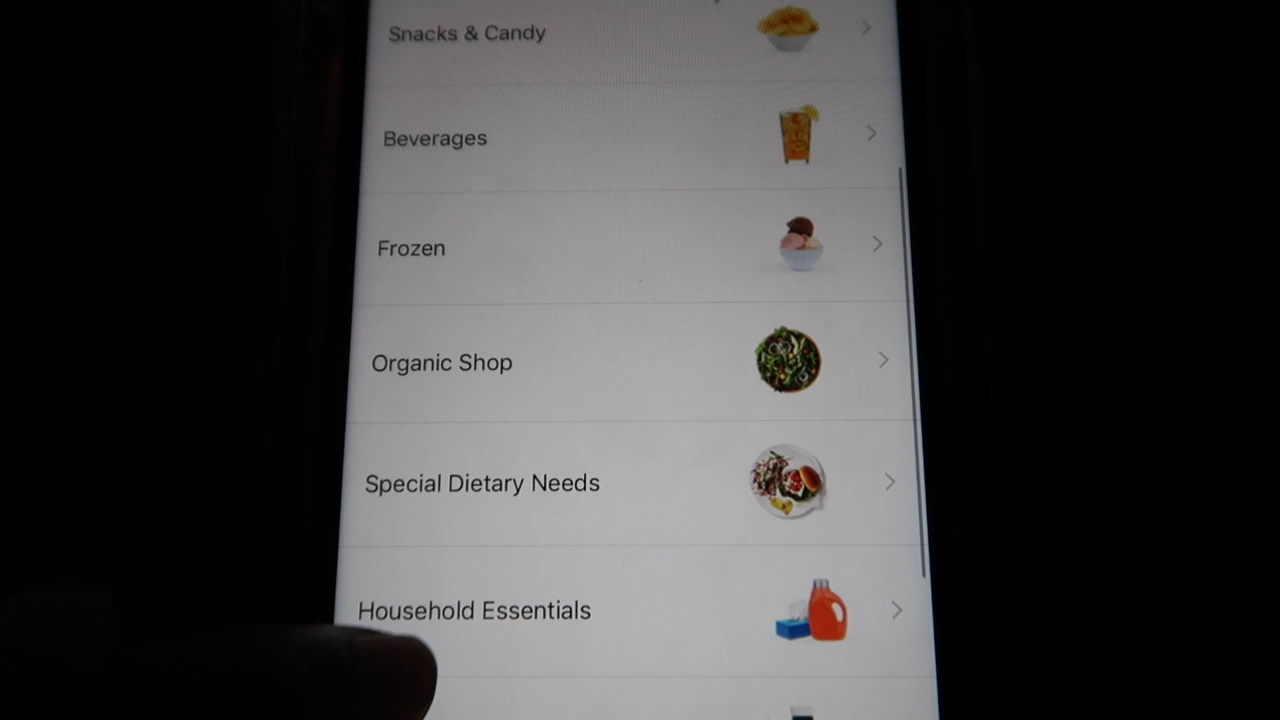 Snacks & Candy
Beverages
Frozen
Organic Shop
Special Dietary Needs
Household Essentials